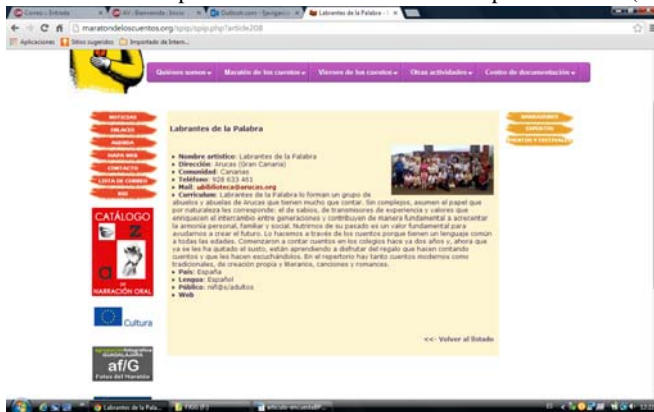 Correo :: Entrada
maratondeloscuentos.org/spip/spip.php?article208
Aplicaciones
Sitios sugeridos
Importado de Intern...
Quiénes somos
Maratón de los cuentos
Viernes de los cuentos
Otras actividades
Centro de documentación
NOTICIAS
ENLACES
AGENDA
MAPA WEB
CONTACTO
LISTA DE CORREO
RSS
NARRADORES
EXPERTOS
EVENTOS Y FESTIVALES
Labrantes de la Palabra
Nombre artístico: Labrantes de la Palabra
Dirección: Arucas (Gran Canaria)
Comunidad: Canarias
Teléfono: 928 633 461
Mail: ubiblioteca@arucas.org
Curriculum: Labrantes de la Palabra lo forman un grupo de
abuelos y abuelas de Arucas que tienen mucho que contar. Sin complejos, asumen el papel que
por naturaleza les corresponde: el de sabios, de transmisores de experiencia y valores que
enriquecen el intercambio entre generaciones y contribuyen de manera fundamental a acrecentar
la armonía personal, familiar y social. Nutrirnos de su pasado es un valor fundamental para
ayudarnos a crear el futuro. Lo hacemos a través de los cuentos porque tienen un lenguaje común
a todas las edades. Comenzaron a contar cuentos en los colegios hace ya dos años y, ahora que
ya se les ha quitado el susto, están aprendiendo a disfrutar del regalo que hacen contando
cuentos y que les hacen escuchándolos. En el repertorio hay tanto cuentos modernos como
tradicionales, de creación propia y literarios, canciones y romances.
País: España
Lengua: Español
Público: niñ@s/adultos
Web
<<- Volver al listado
CATÁLOGO
DE
NARRACIÓN ORAL
Cultura
GUADALAJARA
af/G
Fotos del Maratón
Labrantes de la Pala...
ES